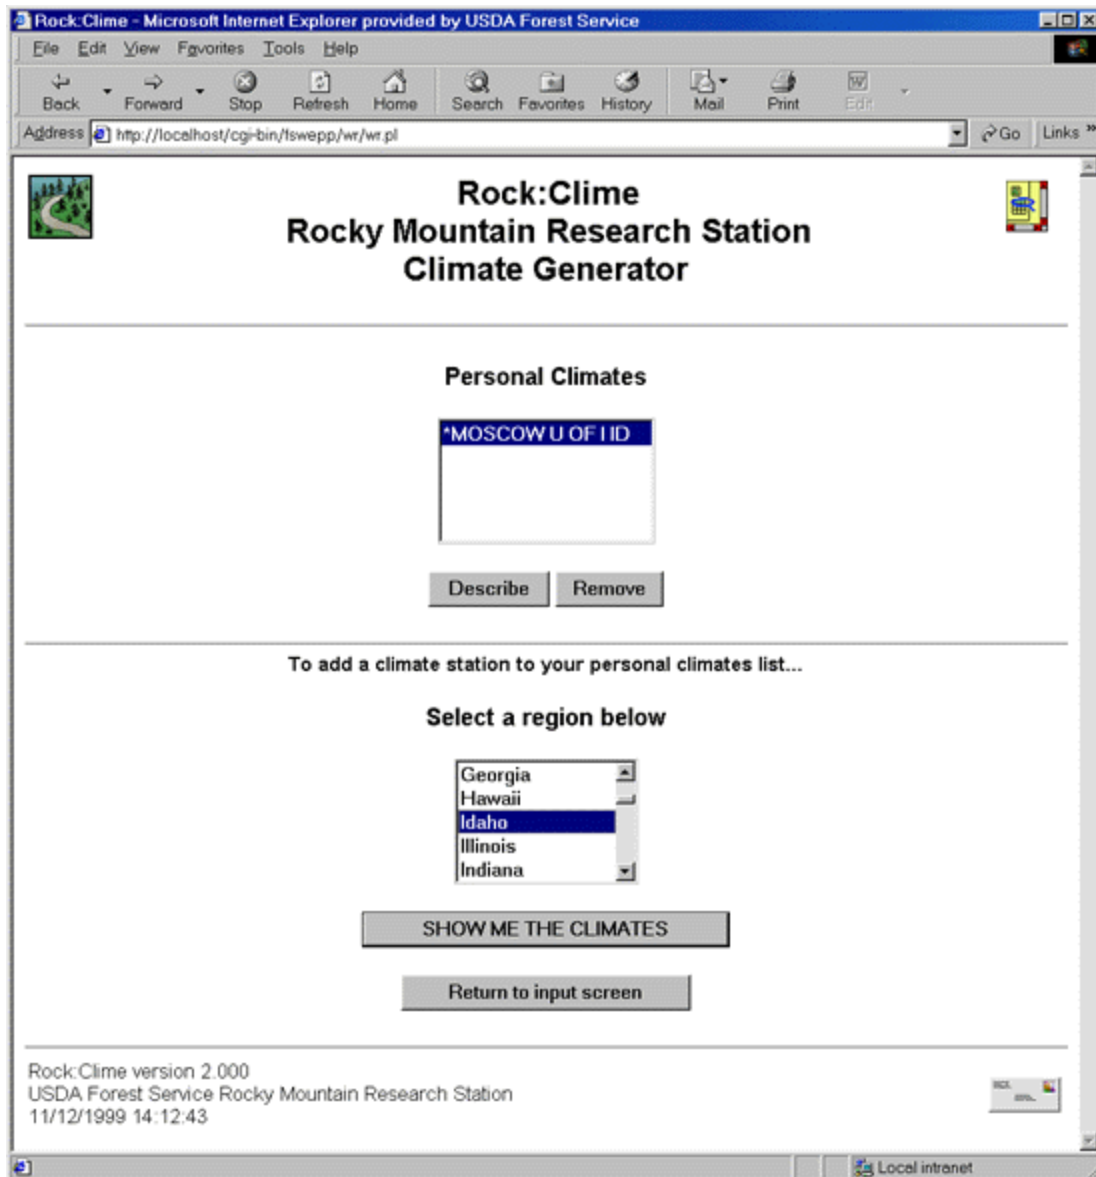 Rock:Clime - Microsoft Internet Explorer provided by USDA Forest Service
File Edit View Favorites Tools Help
Back Forward Stop Refresh Home Search Favorites History Mail Print Edit
Address http://localhost/cgi-bin/fswepp/wr/wr.pl Go Links »
Rock:Clime
Rocky Mountain Research Station
Climate Generator
Personal Climates
*MOSCOW U OF I ID
Describe Remove
To add a climate station to your personal climates list...
Select a region below
Georgia
Hawaii
Idaho
Illinois
Indiana
SHOW ME THE CLIMATES
Return to input screen
Rock:Clime version 2.000
USDA Forest Service Rocky Mountain Research Station
11/12/1999 14:12:43
Local intranet